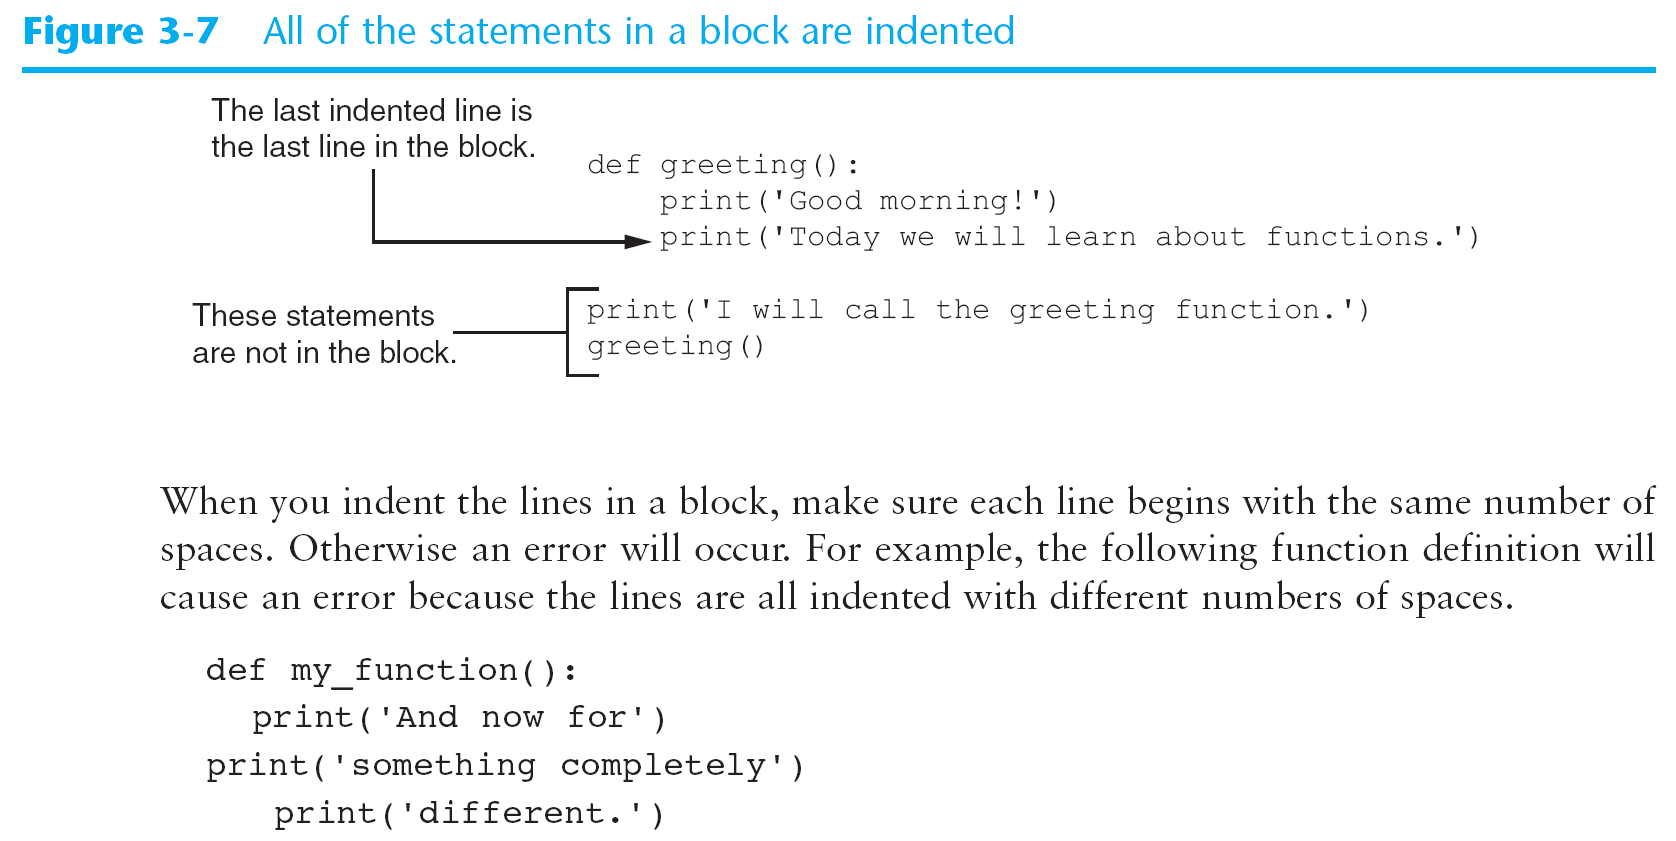 Figure 3-7 All of the statements in a block are indented
The last indented line is
the last line in the block.
def greeting():
    print('Good morning!')
    print('Today we will learn about functions.')
These statements
are not in the block.
print('I will call the greeting function.')
greeting()
When you indent the lines in a block, make sure each line begins with the same number of
spaces. Otherwise an error will occur. For example, the following function definition will
cause an error because the lines are all indented with different numbers of spaces.
def my_function():
  print('And now for')
print('something completely')
   print('different.')